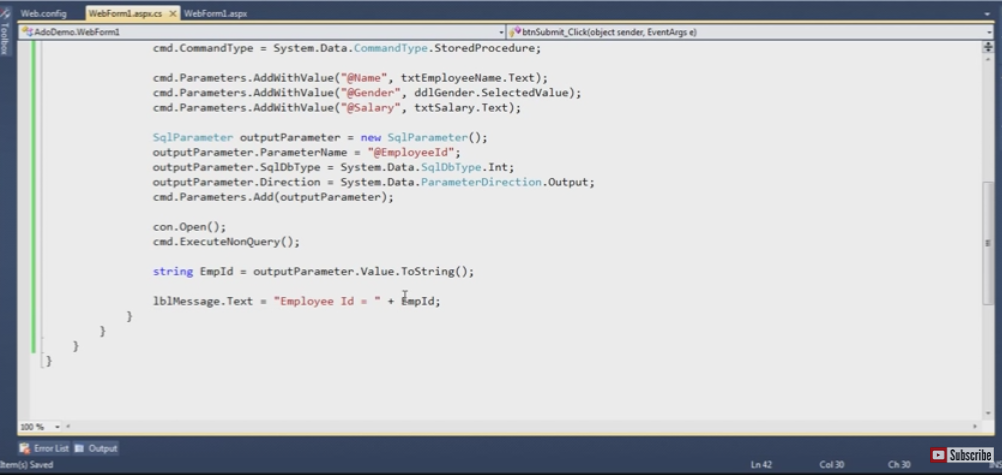 Web.config
WebForm1.aspx.cs
WebForm1.aspx
Toolbox
AdoDemo.WebForm1
btnSubmit_Click(object sender, EventArgs e)
cmd.CommandType = System.Data.CommandType.StoredProcedure;
cmd.Parameters.AddWithValue("@Name", txtEmployeeName.Text);
cmd.Parameters.AddWithValue("@Gender", ddlGender.SelectedValue);
cmd.Parameters.AddWithValue("@Salary", txtSalary.Text);
SqlParameter outputParameter = new SqlParameter();
outputParameter.ParameterName = "@EmployeeId";
outputParameter.SqlDbType = System.Data.SqlDbType.Int;
outputParameter.Direction = System.Data.ParameterDirection.Output;
cmd.Parameters.Add(outputParameter);
con.Open();
cmd.ExecuteNonQuery();
string EmpId = outputParameter.Value.ToString();
lblMessage.Text = "Employee Id = " + EmpId;
}
}
}
}
100 %
Error List
Output
Item(s) Saved
Ln 42
Col 30
Ch 30
INS
Subscribe